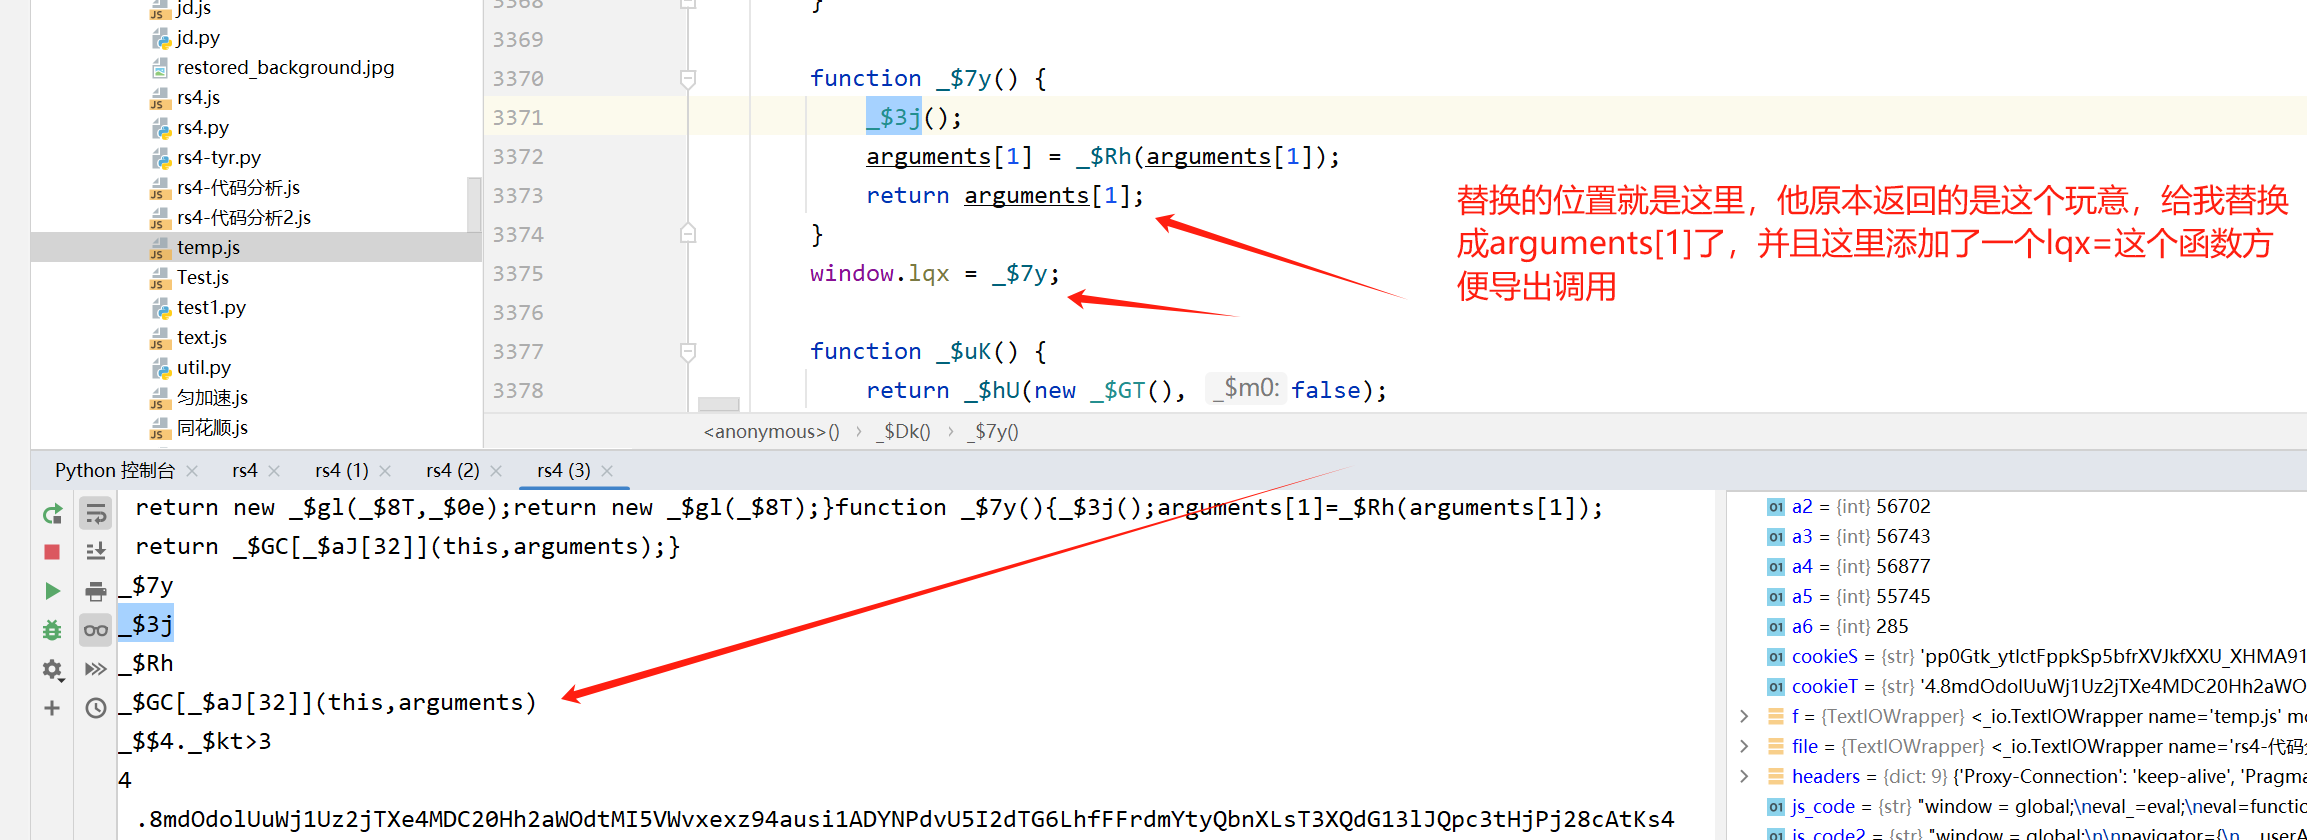 jd.js
jd.py
restored_background.jpg
rs4.js
rs4.py
rs4-tyr.py
rs4-代码分析.js
rs4-代码分析2.js
temp.js
Test.js
test1.py
text.js
util.py
匀加速.js
同花顺.js
3368 }
3369
3370 function _$7y() {
3371 _$3j();
3372 arguments[1] = _$Rh(arguments[1]);
3373 return arguments[1];
3374 }
3375 window.lqx = _$7y;
3376
3377 function _$uK() {
3378 return _$hU(new _$GT(), _$m0: false);
替换的位置就是这里，他原本返回的是这个玩意，给我替换
成arguments[1]了，并且这里添加了一个lqx=这个函数方
便导出调用
<anonymous>() › _$Dk() › _$7y()
Python 控制台 × rs4 × rs4 (1) × rs4 (2) × rs4 (3) ×
return new _$gl(_$8T,_$0e);return new _$gl(_$8T);}function _$7y(){_$3j();arguments[1]=_$Rh(arguments[1]);
return _$GC[_$aJ[32]](this,arguments);}
_$7y
_$3j
_$Rh
_$GC[_$aJ[32]](this,arguments)
_$$4._$kt>3
4
.8mdOdolUuWj1Uz2jTXe4MDC20Hh2aWOdtMI5VWvxexz94ausi1ADYNPdvU5I2dTG6LhfFFrdmYtyQbnXLsT3XQdG13lJQpc3tHjPj28cAtKs4
a2 = {int} 56702
a3 = {int} 56743
a4 = {int} 56877
a5 = {int} 55745
a6 = {int} 285
cookieS = {str} 'pp0Gtk_ytlctFppkSp5bfrXVJkfXXU_XHMA91
cookieT = {str} '4.8mdOdolUuWj1Uz2jTXe4MDC20Hh2aWO
f = {TextIOWrapper} <_io.TextIOWrapper name='temp.js' mo
file = {TextIOWrapper} <_io.TextIOWrapper name='rs4-代码
headers = {dict: 9} {'Proxy-Connection': 'keep-alive', 'Pragma
js_code = {str} "window = global;\neval_=eval;\neval=function
js_code2 = {str} "window = global;\n\nnavigator={\n userA